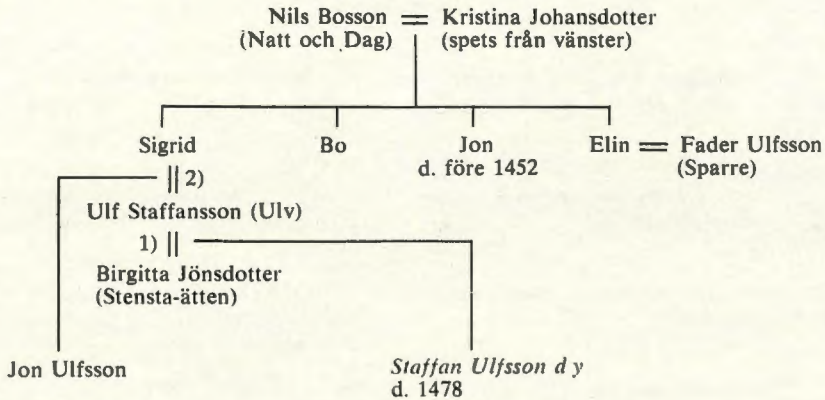 Nils Bosson = Kristina Johansdotter
(Natt och Dag) (spets från vänster)
Sigrid Bo Jon Elin = Fader Ulfsson
d. före 1452 (Sparre)
|| 2)
Ulf Staffansson (Ulv)
1) ||
Birgitta Jönsdotter
(Stensta-ätten)
Jon Ulfsson Staffan Ulfsson d y
d. 1478